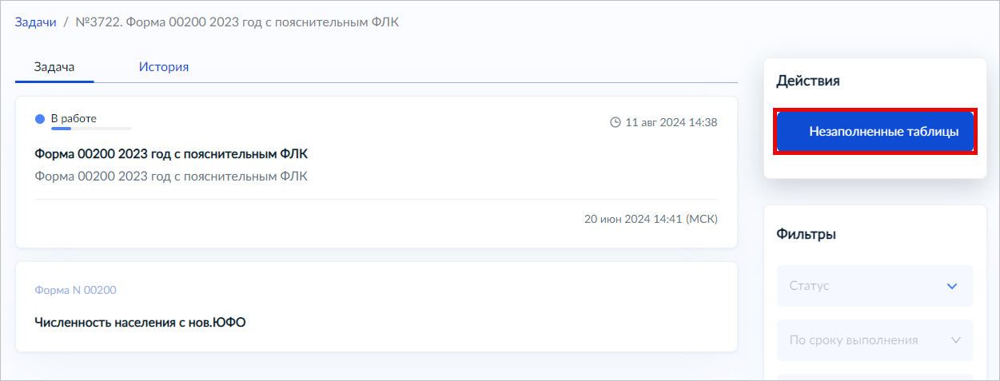 Задачи / №3722. Форма 00200 2023 год с пояснительным ФЛК
Задача
История
В работе
11 авг 2024 14:38
Форма 00200 2023 год с пояснительным ФЛК
Форма 00200 2023 год с пояснительным ФЛК
20 июн 2024 14:41 (МСК)
Форма N 00200
Численность населения с нов.ЮФО
Действия
Незаполненные таблицы
Фильтры
Статус
По сроку выполнения